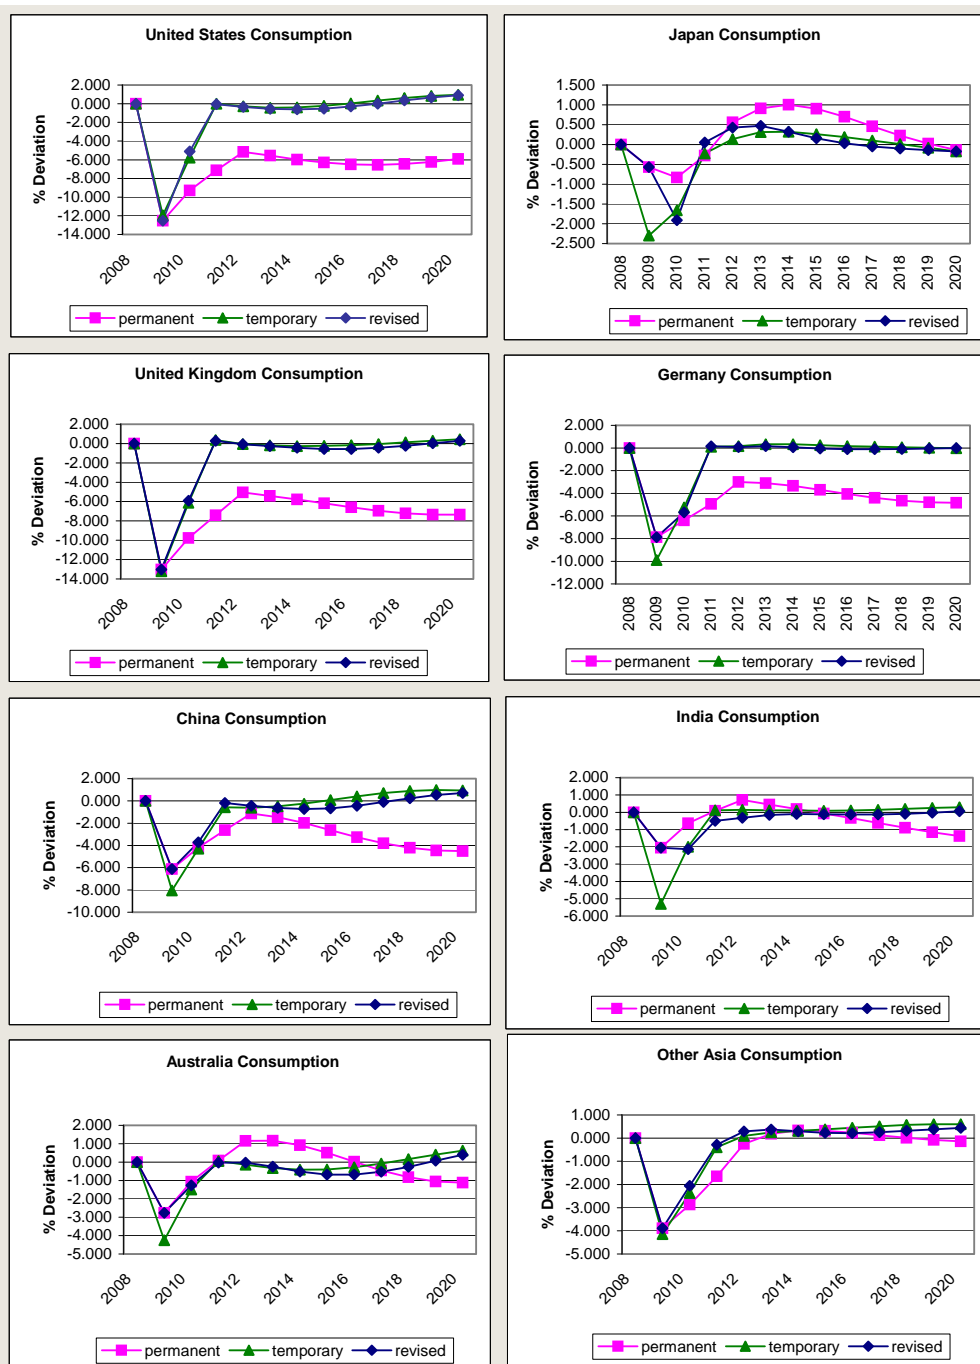 United States Consumption
% Deviation
2.000
0.000
-2.000
-4.000
-6.000
-8.000
-10.000
-12.000
-14.000
2008 2010 2012 2014 2016 2018 2020
permanent temporary revised
Japan Consumption
% Deviation
1.500
1.000
0.500
0.000
-0.500
-1.000
-1.500
-2.000
-2.500
2008 2009 2010 2011 2012 2013 2014 2015 2016 2017 2018 2019 2020
permanent temporary revised
United Kingdom Consumption
% Deviation
2.000
0.000
-2.000
-4.000
-6.000
-8.000
-10.000
-12.000
-14.000
2008 2010 2012 2014 2016 2018 2020
permanent temporary revised
Germany Consumption
% Deviation
2.000
0.000
-2.000
-4.000
-6.000
-8.000
-10.000
-12.000
2008 2009 2010 2011 2012 2013 2014 2015 2016 2017 2018 2019 2020
permanent temporary revised
China Consumption
% Deviation
2.000
0.000
-2.000
-4.000
-6.000
-8.000
-10.000
2008 2010 2012 2014 2016 2018 2020
permanent temporary revised
India Consumption
% Deviation
2.000
1.000
0.000
-1.000
-2.000
-3.000
-4.000
-5.000
-6.000
2008 2010 2012 2014 2016 2018 2020
permanent temporary revised
Australia Consumption
% Deviation
2.000
1.000
0.000
-1.000
-2.000
-3.000
-4.000
-5.000
2008 2010 2012 2014 2016 2018 2020
permanent temporary revised
Other Asia Consumption
% Deviation
1.000
0.000
-1.000
-2.000
-3.000
-4.000
-5.000
2008 2010 2012 2014 2016 2018 2020
permanent temporary revised